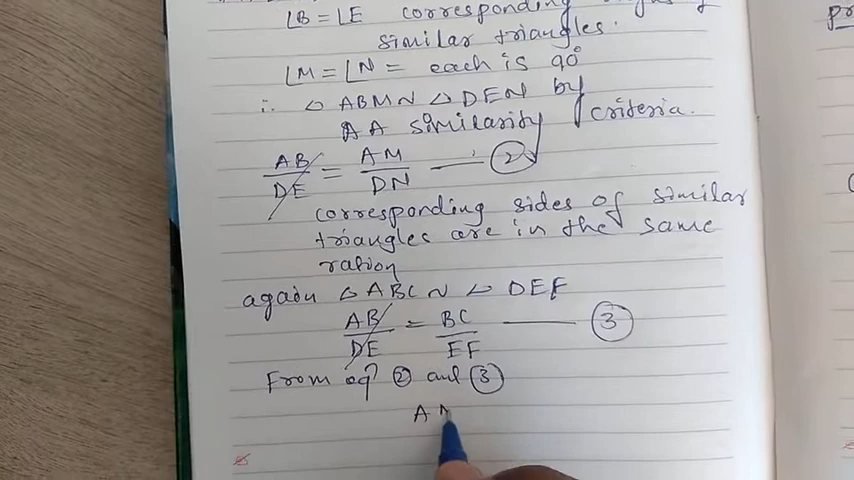 ∠B = ∠E corresponding
similar triangles.
∠M = ∠N = each is 90°
∴ △ ABM ~ △ DEN by
AA similarity criteria.
AB/DE = AM/DN —— ②
corresponding sides of similar
triangles are in the same
ration
again △ ABC ~ △ DEF
AB/DE = BC/EF —— ③
From eqn ② and ③
A